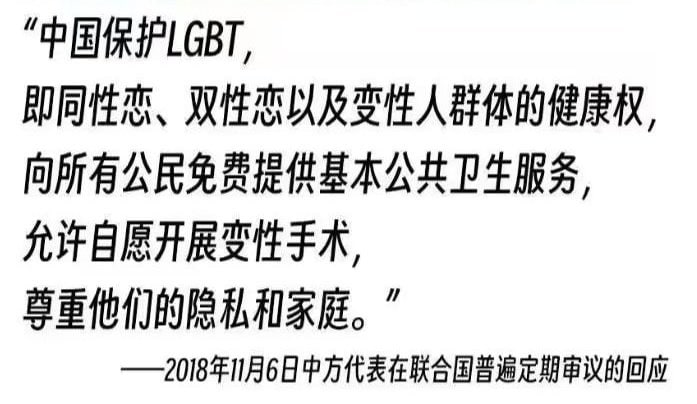 “中国保护LGBT，
即同性恋、双性恋以及变性人群体的健康权，
向所有公民免费提供基本公共卫生服务，
允许自愿开展变性手术，
尊重他们的隐私和家庭。”
——2018年11月6日中方代表在联合国普遍定期审议的回应